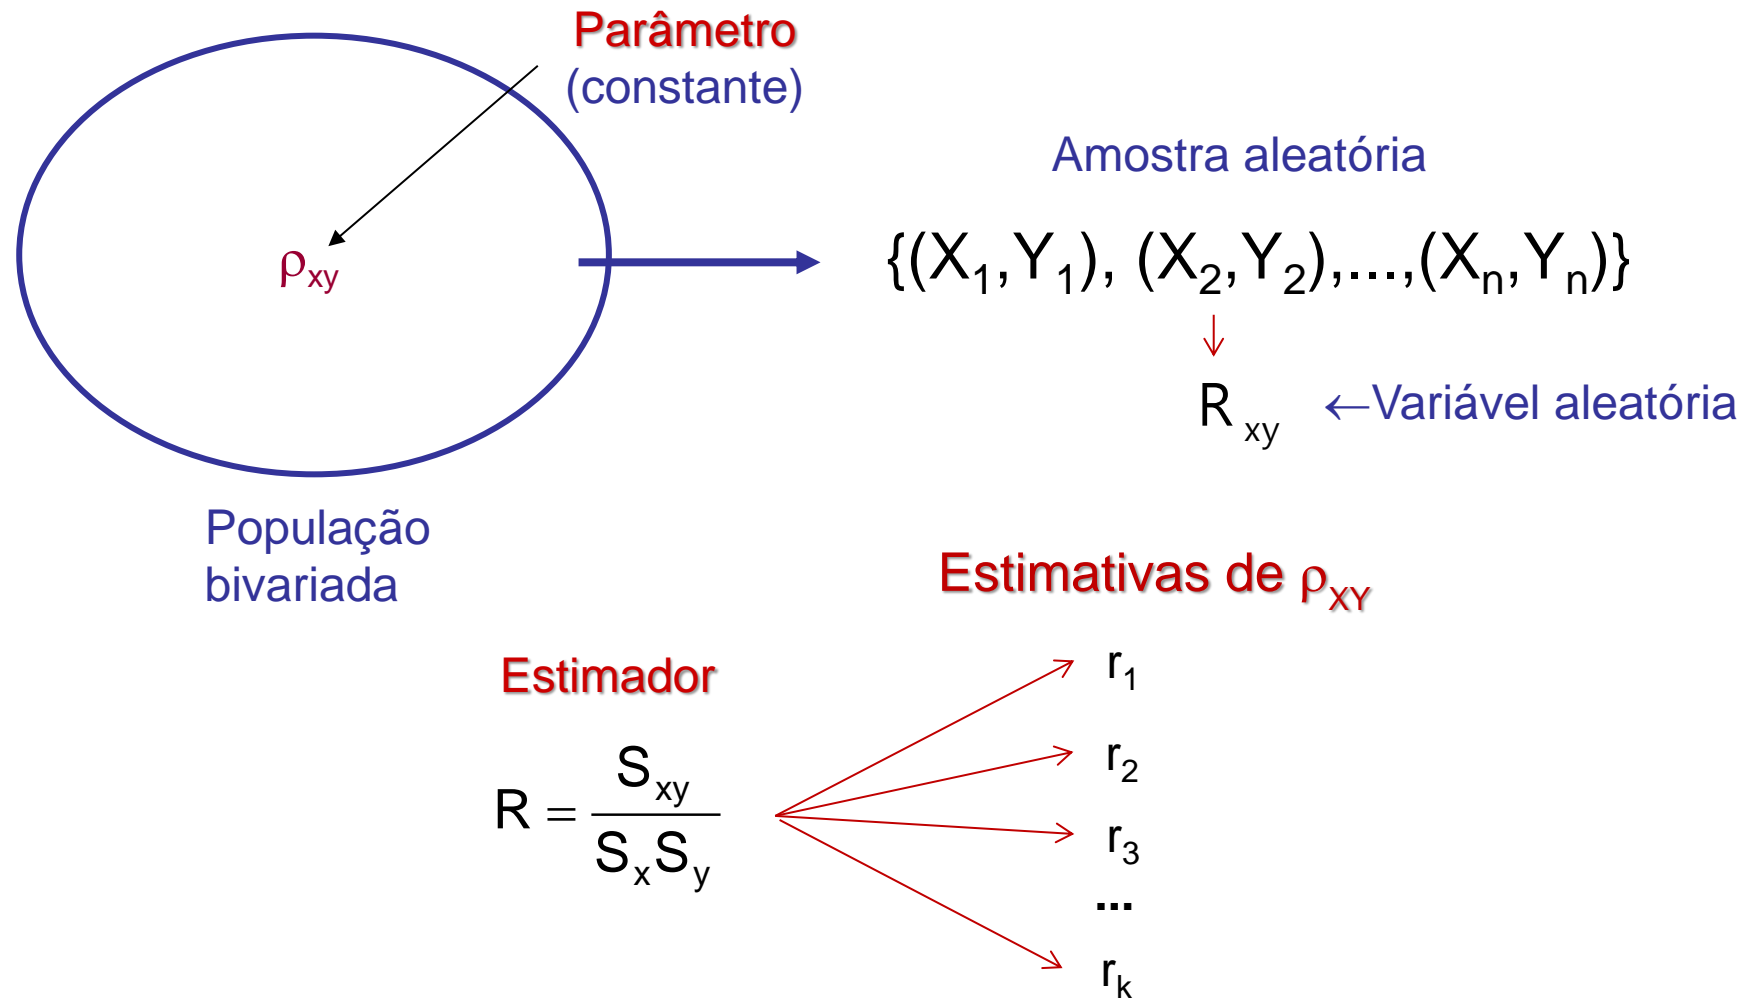 Parâmetro
(constante)
Amostra aleatória
ρxy
{(X1,Y1), (X2,Y2),...,(Xn,Yn)}
R xy ←Variável aleatória
População
bivariada
Estimativas de ρXY
Estimador
R = Sxy / SxSy
r1
r2
r3
...
rk